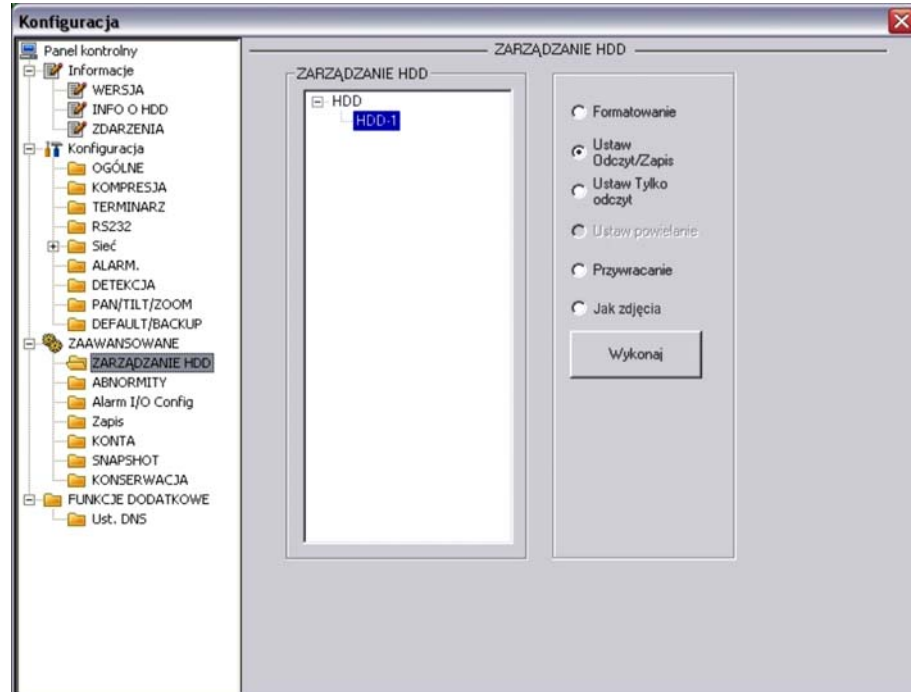 Konfiguracja
Panel kontrolny
Informacje
WERSJA
INFO O HDD
ZDARZENIA
Konfiguracja
OGÓLNE
KOMPRESJA
TERMINARZ
RS232
Sieć
ALARM.
DETEKCJA
PAN/TILT/ZOOM
DEFAULT/BACKUP
ZAAWANSOWANE
ZARZĄDZANIE HDD
ABNORMITY
Alarm I/O Config
Zapis
KONTA
SNAPSHOT
KONSERWACJA
FUNKCJE DODATKOWE
Ust. DNS
ZARZĄDZANIE HDD
ZARZĄDZANIE HDD
HDD
HDD-1
Formatowanie
Ustaw
Odczyt/Zapis
Ustaw Tylko
odczyt
Ustaw powielanie
Przywracanie
Jak zdjęcia
Wykonaj